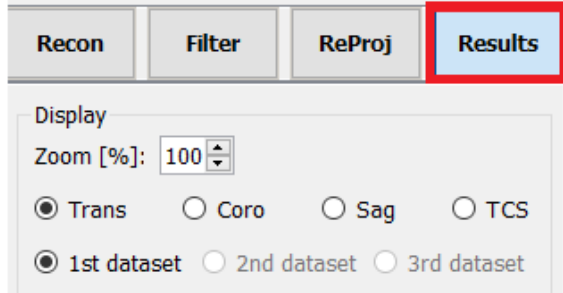 Recon Filter ReProj Results
Display
Zoom [%]: 100
Trans Coro Sag TCS
1st dataset 2nd dataset 3rd dataset